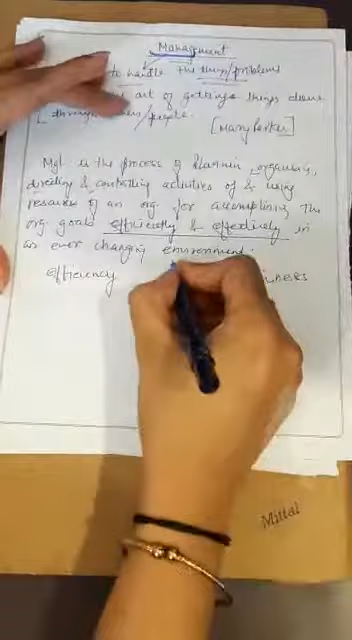 Management
to handle the things/problems
art of getting things done
through others/people.
[Mary Parker]
Mgt is the process of Plannin, organising,
directing & controlling activities of & using
resources of an org for accomplishing the
org goals efficiently & effectively in
an ever changing environment.
efficiency
Mittal